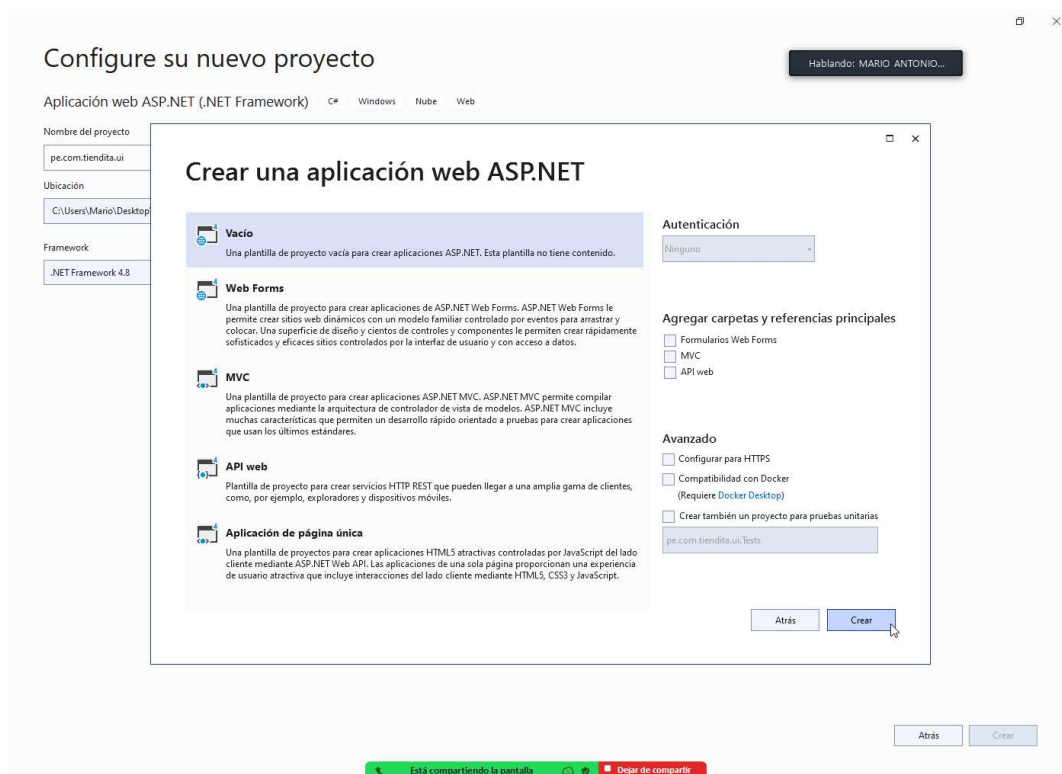 Configure su nuevo proyecto
Hablando: MARIO ANTONIO...
Aplicación web ASP.NET (.NET Framework) C# Windows Nube Web
Nombre del proyecto
pe.com.tiendita.ui
Ubicación
C:\Users\Mario\Desktop\
Framework
.NET Framework 4.8
Crear una aplicación web ASP.NET
Vacío
Una plantilla de proyecto vacía para crear aplicaciones ASP.NET. Esta plantilla no tiene contenido.
Web Forms
Una plantilla de proyecto para crear aplicaciones de ASP.NET Web Forms. ASP.NET Web Forms le
permite crear sitios web dinámicos con un modelo familiar controlado por eventos para arrastrar y
colocar. Una superficie de diseño y cientos de controles y componentes le permiten crear rápidamente
sofisticados y eficaces sitios controlados por la interfaz de usuario y con acceso a datos.
MVC
Una plantilla de proyecto para crear aplicaciones ASP.NET MVC. ASP.NET MVC permite compilar
aplicaciones mediante la arquitectura de controlador de vista de modelos. ASP.NET MVC incluye
muchas características que permiten un desarrollo rápido orientado a pruebas para crear aplicaciones
que usan los últimos estándares.
API web
Plantilla de proyecto para crear servicios HTTP REST que pueden llegar a una amplia gama de clientes,
como, por ejemplo, exploradores y dispositivos móviles.
Aplicación de página única
Una plantilla de proyectos para crear aplicaciones HTML5 atractivas controladas por JavaScript del lado
cliente mediante ASP.NET Web API. Las aplicaciones de una sola página proporcionan una experiencia
de usuario atractiva que incluye interacciones del lado cliente mediante HTML5, CSS3 y JavaScript.
Autenticación
Ninguno
Agregar carpetas y referencias principales
Formularios Web Forms
MVC
API web
Avanzado
Configurar para HTTPS
Compatibilidad con Docker
(Requiere Docker Desktop)
Crear también un proyecto para pruebas unitarias
pe.com.tiendita.ui.Tests
Atrás Crear
Atrás Crear
Está compartiendo la pantalla Dejar de compartir